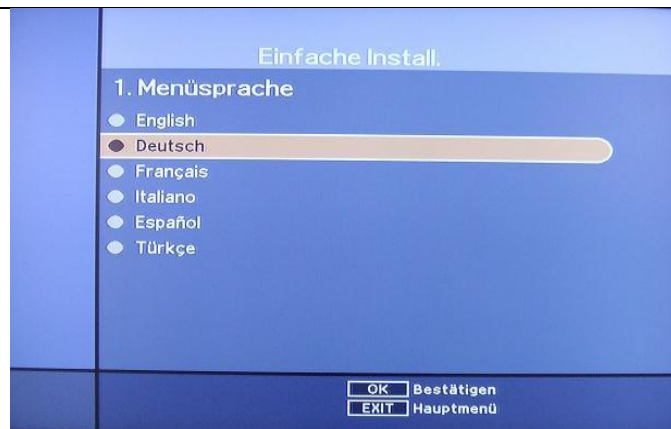 Einfache Install.
1. Menüsprache
English
Deutsch
Français
Italiano
Español
Türkçe
OK Bestätigen
EXIT Hauptmenü